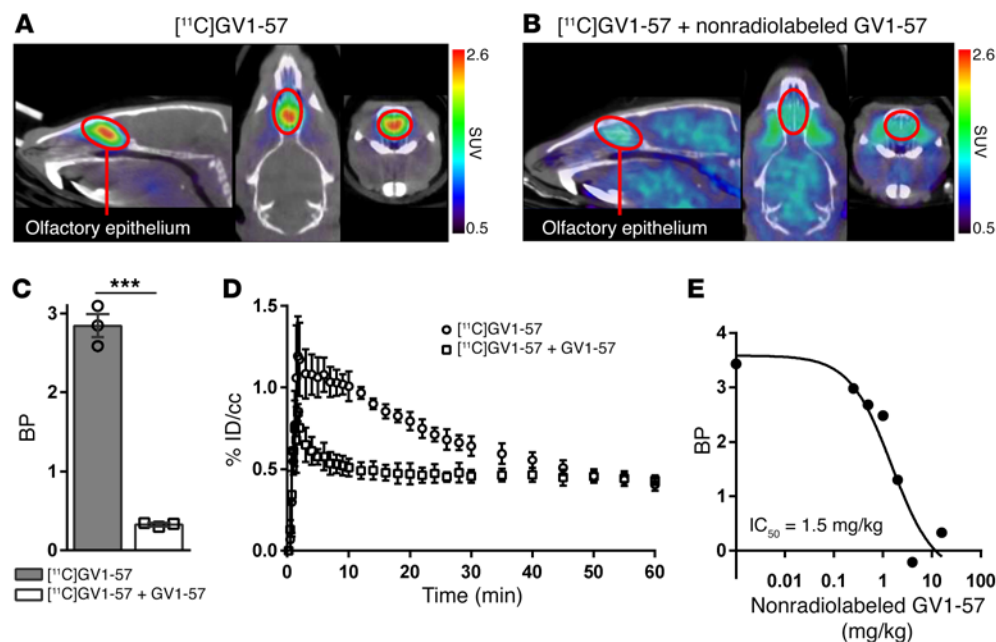 A
[¹¹C]GV1-57
2.6
SUV
0.5
Olfactory epithelium
B
[¹¹C]GV1-57 + nonradiolabeled GV1-57
2.6
SUV
0.5
Olfactory epithelium
C
***
3
2
1
0
BP
[¹¹C]GV1-57
[¹¹C]GV1-57 + GV1-57
D
1.5
1.0
0.5
0.0
% ID/cc
[¹¹C]GV1-57
[¹¹C]GV1-57 + GV1-57
0 10 20 30 40 50 60
Time (min)
E
4
3
2
1
0
BP
IC₅₀ = 1.5 mg/kg
0.01 0.1 1 10 100
Nonradiolabeled GV1-57
(mg/kg)